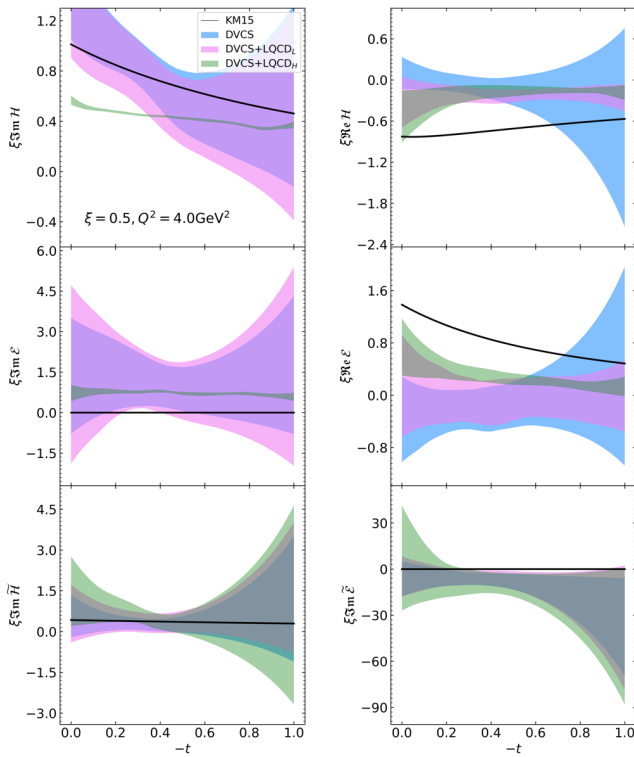 KM15
DVCS
DVCS+LQCD_L
DVCS+LQCD_H
1.2
0.8
0.4
0.0
−0.4
ξℑm ℋ
ξ = 0.5, Q² = 4.0GeV²
0.6
0.0
−0.6
−1.2
−1.8
−2.4
ξℜe ℋ
6.0
4.5
3.0
1.5
0.0
−1.5
ξℑm ℰ
1.6
0.8
0.0
−0.8
ξℜe ℰ
4.5
3.0
1.5
0.0
−1.5
−3.0
ξℑm ℋ̃
0.0 0.2 0.4 0.6 0.8 1.0
−t
30
0
−30
−60
−90
ξℑm ℰ̃
0.0 0.2 0.4 0.6 0.8 1.0
−t